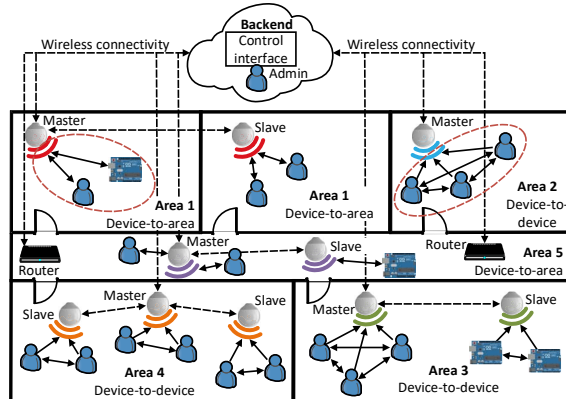 Backend
Wireless connectivity
Control
interface
Wireless connectivity
Admin
Master
Slave
Master
Area 1
Device-to-area
Area 1
Device-to-area
Area 2
Device-to-
device
Router
Master
Slave
Router
Area 5
Device-to-area
Slave
Master
Slave
Master
Slave
Area 4
Device-to-device
Area 3
Device-to-device